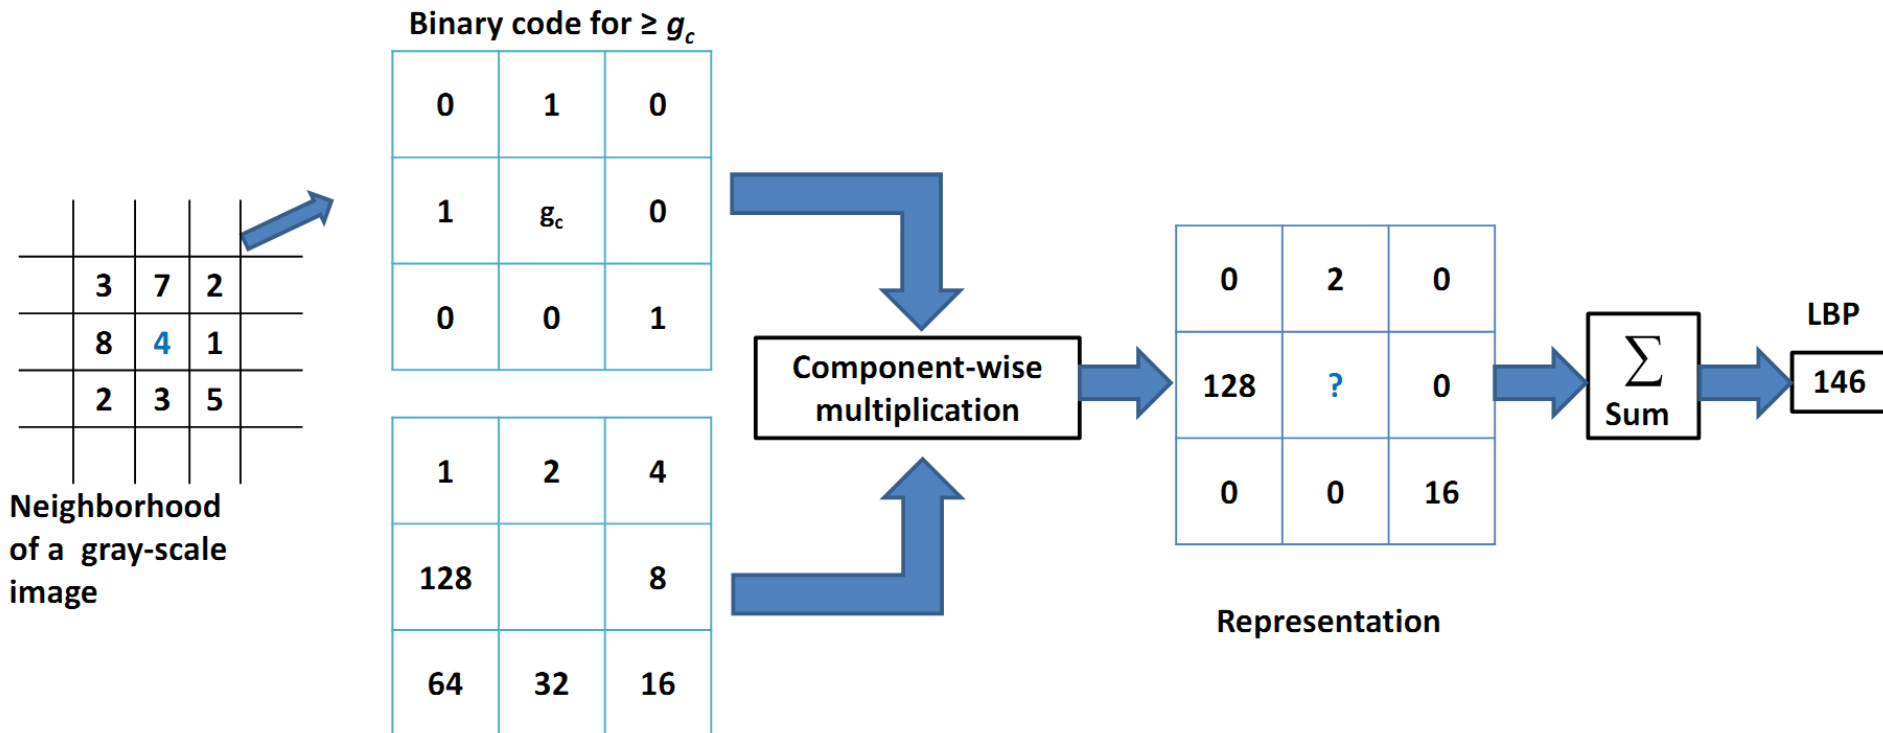 Binary code for ≥ g_c
0 1 0
1 g_c 0
0 0 1
3 7 2
8 4 1
2 3 5
Neighborhood
of a gray-scale
image
1 2 4
128 8
64 32 16
Component-wise
multiplication
0 2 0
128 ? 0
0 0 16
Representation
∑
Sum
LBP
146